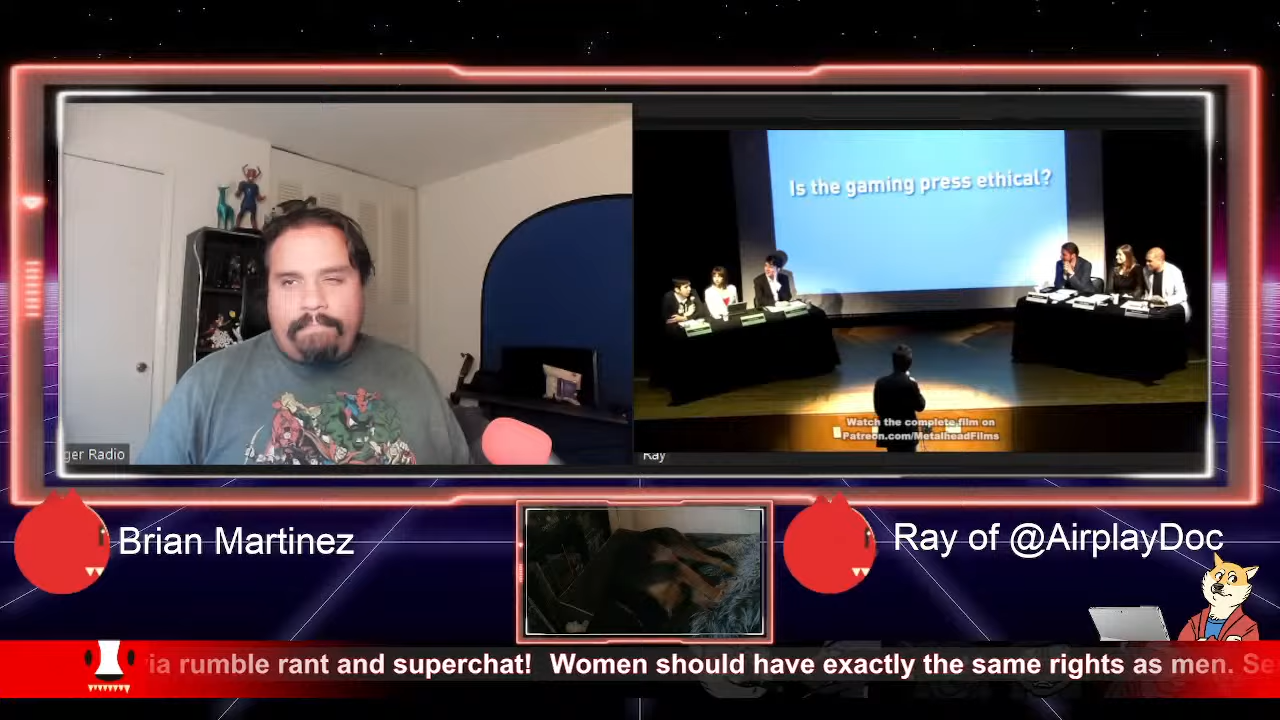 Is the gaming press ethical?
Watch the complete film on
Patreon.com/MetalheadFilms
ger Radio
Ray
Brian Martinez
Ray of @AirplayDoc
ia rumble rant and superchat! Women should have exactly the same rights as men. Se